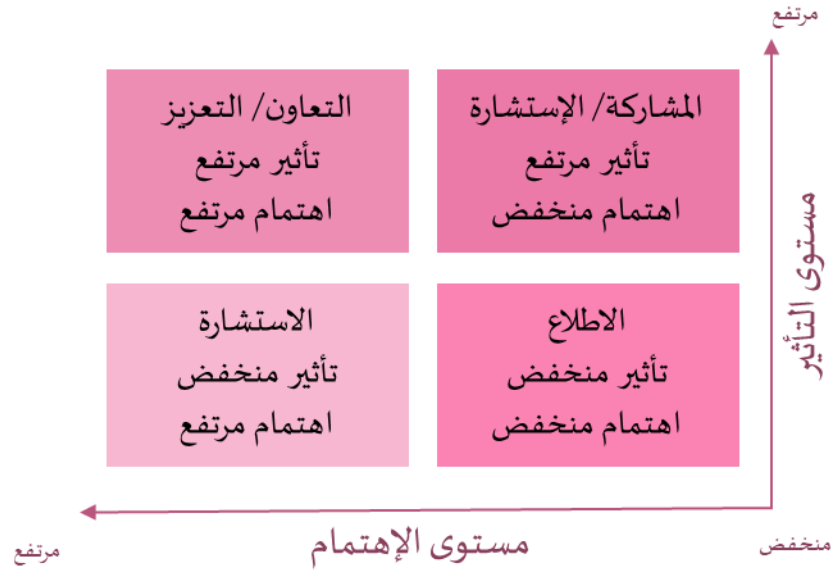 مرتفع
المشاركة/ الإستشارة
تأثير مرتفع
اهتمام منخفض
التعاون/ التعزيز
تأثير مرتفع
اهتمام مرتفع
مستوى التأثير
الاطلاع
تأثير منخفض
اهتمام منخفض
الاستشارة
تأثير منخفض
اهتمام مرتفع
منخفض
مستوى الإهتمام
مرتفع